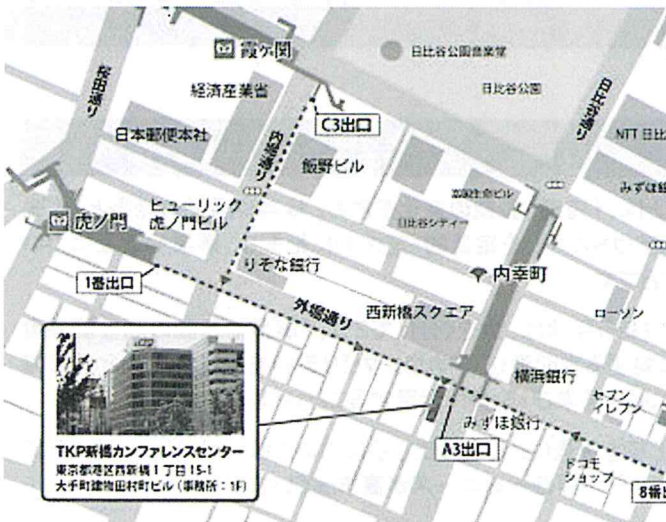 霞ヶ関
日比谷公園音楽堂
日比谷公園
桜田通り
経済産業省
C3出口
日比谷通り
日本郵便本社
内堀通り
飯野ビル
NTT 日比
富国生命ビル
みずほ銀
虎ノ門
ヒューリック
虎ノ門ビル
日比谷シティー
1番出口
りそな銀行
内幸町
外堀通り
西新橋スクエア
ローソン
横浜銀行
セブン
イレブン
みずほ銀行
A3出口
ドコモ
ショップ
8番出
TKP新橋カンファレンスセンター
東京都港区西新橋1丁目15-1
大手町建物田村町ビル（事務所：1F）